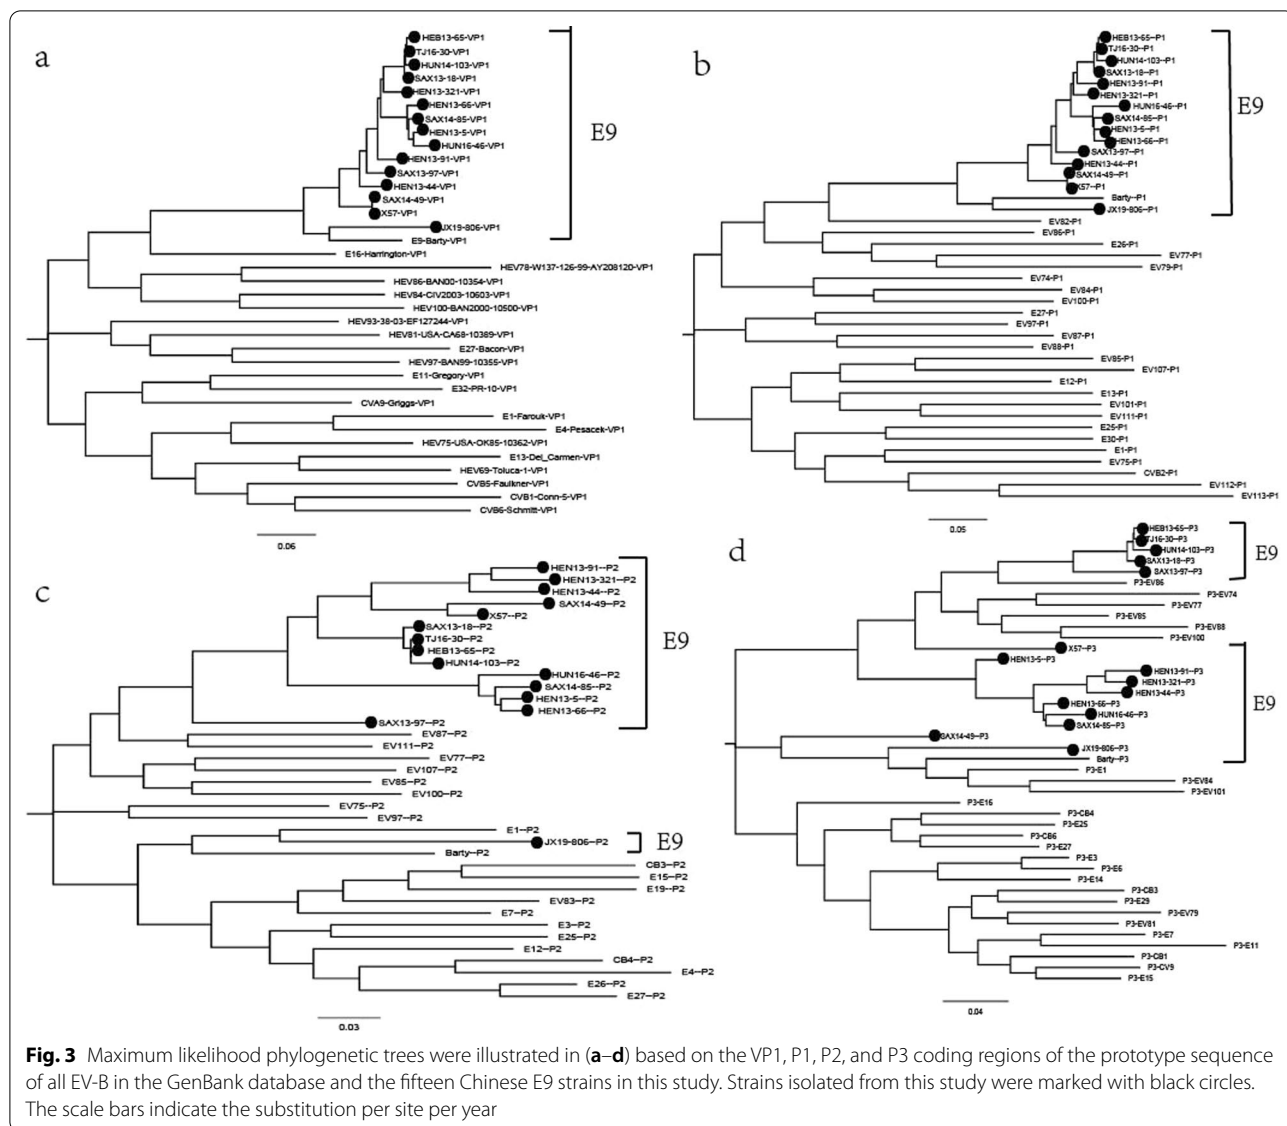 a
HEB13-65-VP1
TJ16-30-VP1
HUN14-103-VP1
SAX13-18-VP1
HEN13-321-VP1
HEN13-66-VP1
SAX14-85-VP1
HEN13-5-VP1
HUN16-46-VP1
HEN13-91-VP1
SAX13-97-VP1
HEN13-44-VP1
SAX14-49-VP1
X57-VP1
JX19-806-VP1
E9-Barty-VP1
E9
E16-Harrington-VP1
HEV78-W137-126-99-AY208120-VP1
HEV86-BAN00-10354-VP1
HEV84-CIV2003-10603-VP1
HEV100-BAN2000-10500-VP1
HEV93-38-03-EF127244-VP1
HEV81-USA-CA68-10389-VP1
E27-Bacon-VP1
HEV97-BAN99-10355-VP1
E11-Gregory-VP1
E32-PR-10-VP1
CVA9-Griggs-VP1
E1-Farouk-VP1
E4-Pesacek-VP1
HEV75-USA-OK85-10362-VP1
E13-Del_Carmen-VP1
HEV69-Toluca-1-VP1
CVB5-Faulkner-VP1
CVB1-Conn-5-VP1
CVB6-Schmitt-VP1
0.06
b
HEB13-65--P1
TJ16-30--P1
HUN14-103--P1
SAX13-18--P1
HEN13-91--P1
HEN13-321--P1
HUN16-46--P1
SAX14-85--P1
HEN13-5--P1
HEN13-66--P1
SAX13-97--P1
HEN13-44--P1
SAX14-49--P1
X57--P1
Barty--P1
JX19-806--P1
E9
EV82-P1
EV86-P1
E26-P1
EV77-P1
EV79-P1
EV74-P1
EV84-P1
EV100-P1
E27-P1
EV97-P1
EV87-P1
EV88-P1
EV85-P1
EV107-P1
E12-P1
E13-P1
EV101-P1
EV111-P1
E25-P1
E30-P1
E1-P1
EV75-P1
CVB2-P1
EV112-P1
EV113-P1
0.05
c
HEN13-91--P2
HEN13-321--P2
HEN13-44--P2
SAX14-49--P2
X57--P2
SAX13-18--P2
TJ16-30--P2
HEB13-65--P2
HUN14-103--P2
HUN16-46--P2
SAX14-85--P2
HEN13-5--P2
HEN13-66--P2
SAX13-97--P2
E9
EV87--P2
EV111--P2
EV77--P2
EV107--P2
EV85--P2
EV100--P2
EV75--P2
EV97--P2
E1--P2
JX19-806--P2
E9
Barty--P2
CB3--P2
E15--P2
E19--P2
EV83--P2
E7--P2
E3--P2
E25--P2
E12--P2
CB4--P2
E4--P2
E26--P2
E27--P2
0.03
d
HEB13-65--P3
TJ16-30--P3
HUN14-103--P3
SAX13-18--P3
SAX13-97--P3
E9
P3-EV86
P3-EV74
P3-EV77
P3-EV85
P3-EV88
P3-EV100
X57--P3
HEN13-5--P3
HEN13-91--P3
HEN13-321--P3
HEN13-44--P3
HEN13-66--P3
HUN16-46--P3
SAX14-85--P3
SAX14-49--P3
JX19-806--P3
Barty--P3
E9
P3-E1
P3-EV84
P3-EV101
P3-E16
P3-CB4
P3-E25
P3-CB6
P3-E27
P3-E3
P3-E6
P3-E14
P3-CB3
P3-E29
P3-EV79
P3-EV81
P3-E7
P3-E11
P3-CB1
P3-CV9
P3-E15
0.04
Fig. 3 Maximum likelihood phylogenetic trees were illustrated in (a–d) based on the VP1, P1, P2, and P3 coding regions of the prototype sequence
of all EV-B in the GenBank database and the fifteen Chinese E9 strains in this study. Strains isolated from this study were marked with black circles.
The scale bars indicate the substitution per site per year